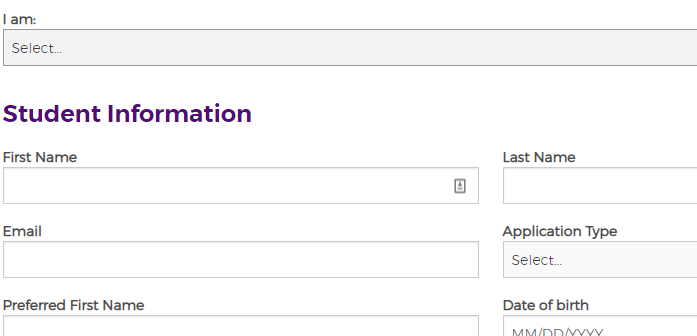 I am:
Select...
Student Information
First Name
Last Name
Email
Application Type
Select...
Preferred First Name
Date of birth
MM/DD/YYYY